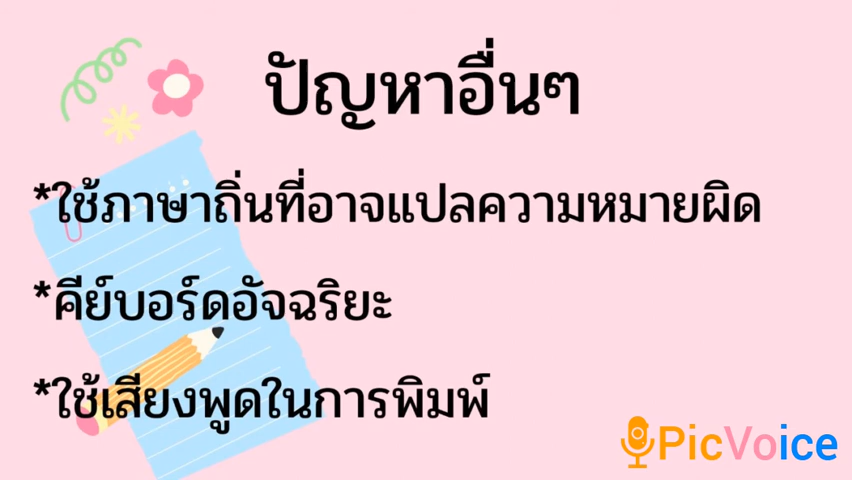 ปัญหาอื่นๆ
*ใช้ภาษาถิ่นที่อาจแปลความหมายผิด
*คีย์บอร์ดอัจฉริยะ
*ใช้เสียงพูดในการพิมพ์
PicVoice